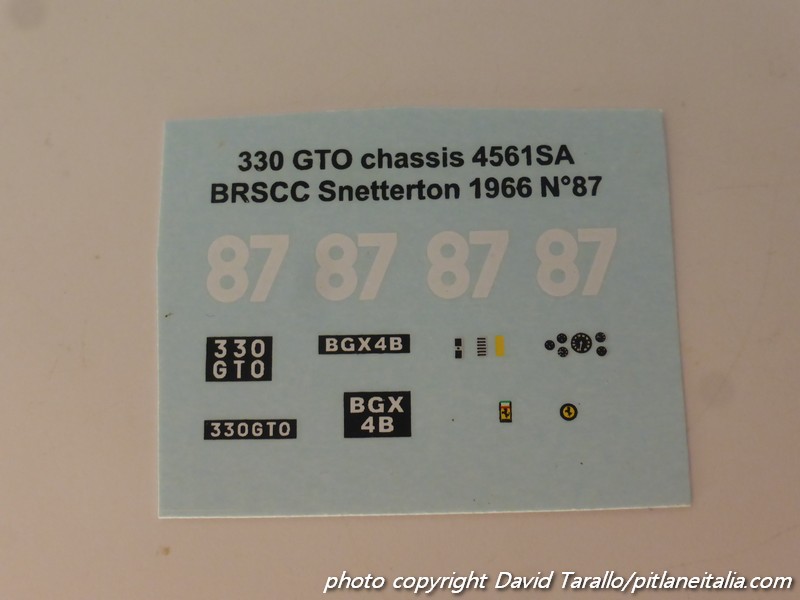 330 GTO chassis 4561SA
BRSCC Snetterton 1966 N°87
87 87 87 87
330
GTO
BGX4B
330GTO
BGX
4B
photo copyright David Tarallo/pitlaneitalia.com